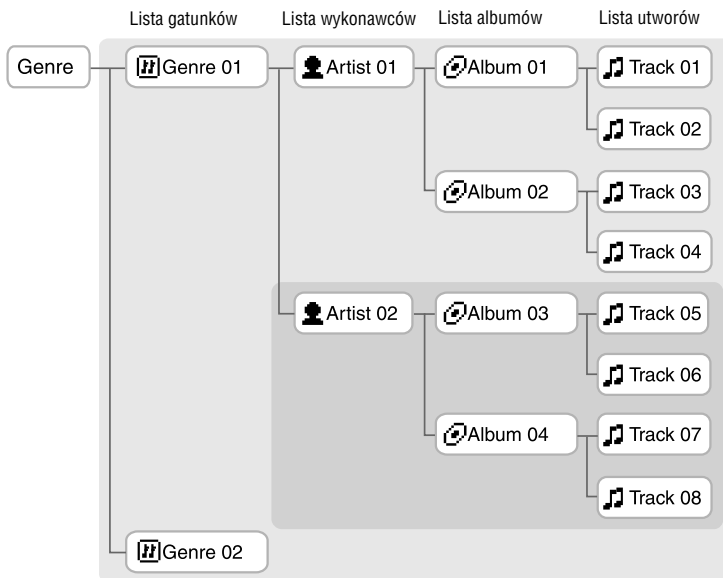 Lista gatunków Lista wykonawców Lista albumów Lista utworów
Genre Genre 01 Artist 01 Album 01 Track 01
Track 02
Album 02 Track 03
Track 04
Artist 02 Album 03 Track 05
Track 06
Album 04 Track 07
Track 08
Genre 02